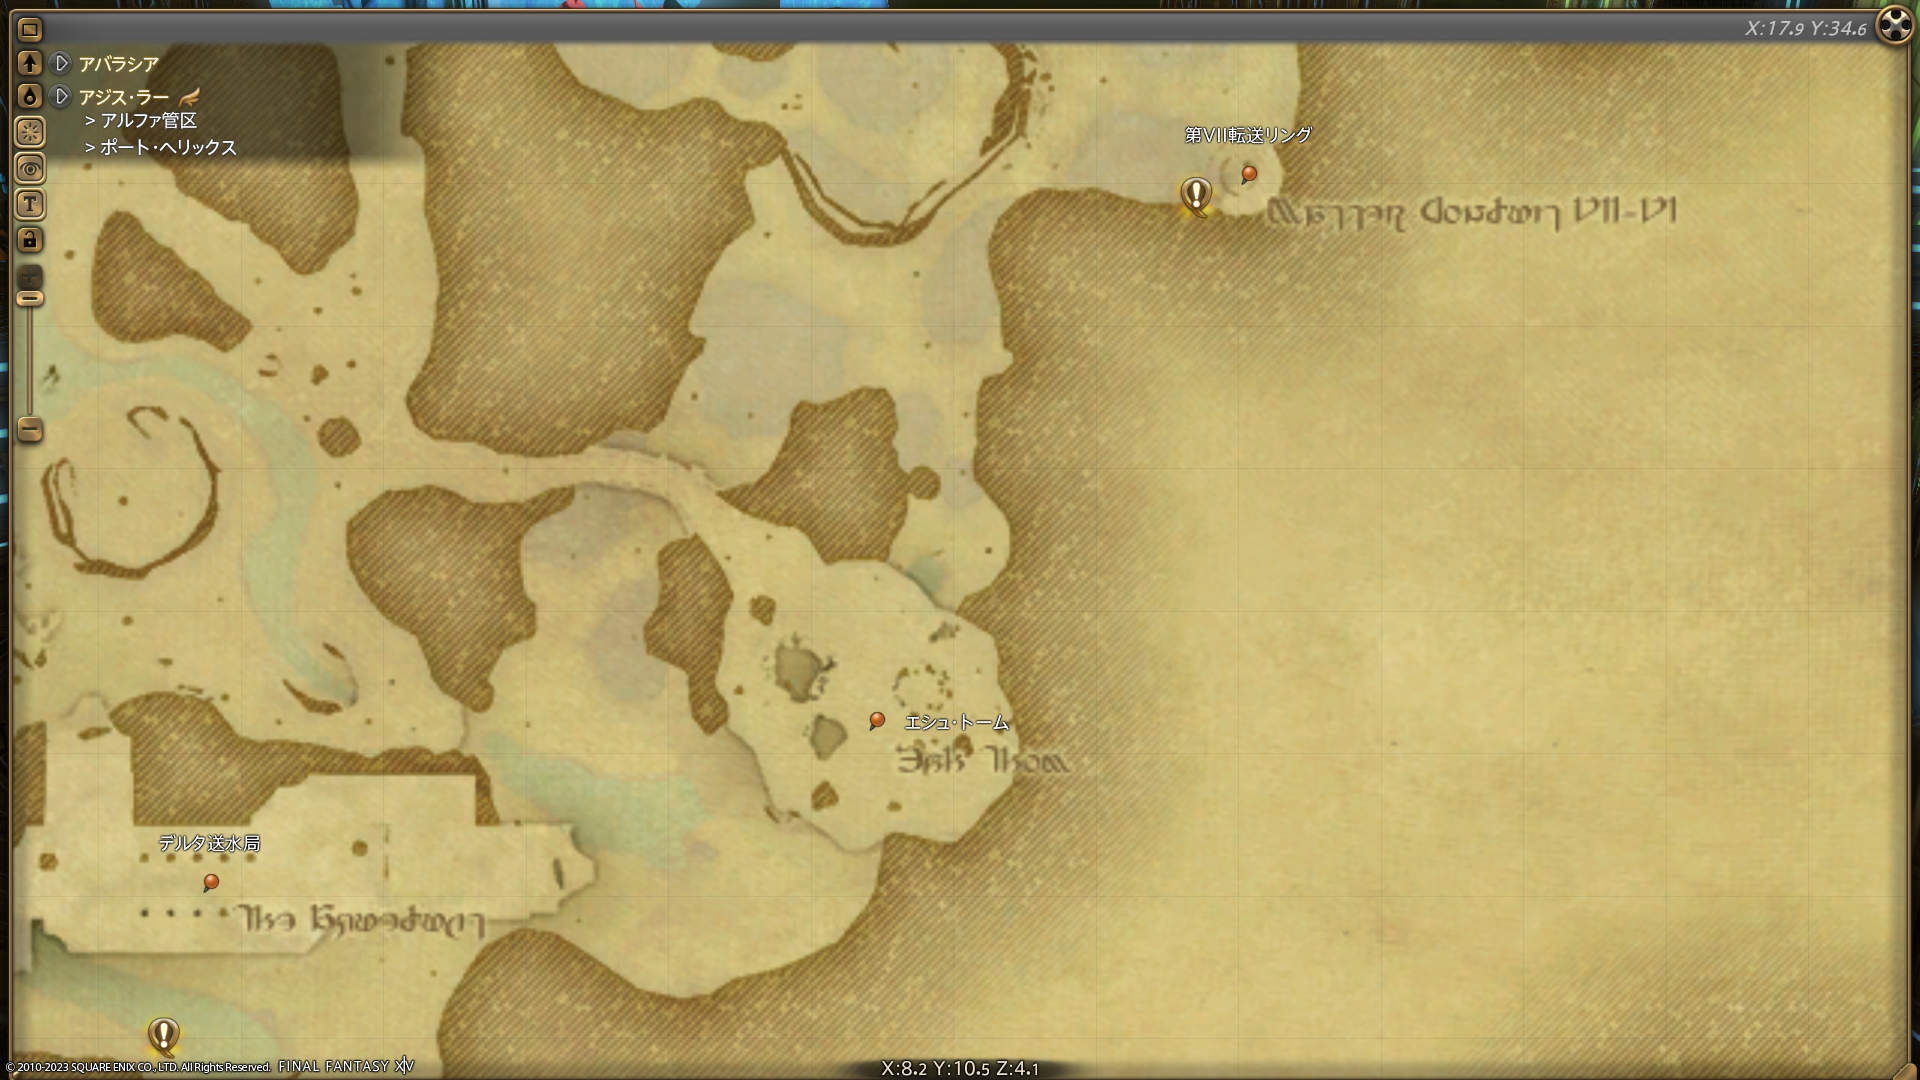 X:17.9 Y:34.6
アバラシア
アジス・ラー
> アルファ管区
> ポート・ヘリックス
第VII転送リング
エシュ・トーム
デルタ送水局
© 2010-2023 SQUARE ENIX CO., LTD. All Rights Reserved. FINAL FANTASY XIV
X:8.2 Y:10.5 Z:4.1